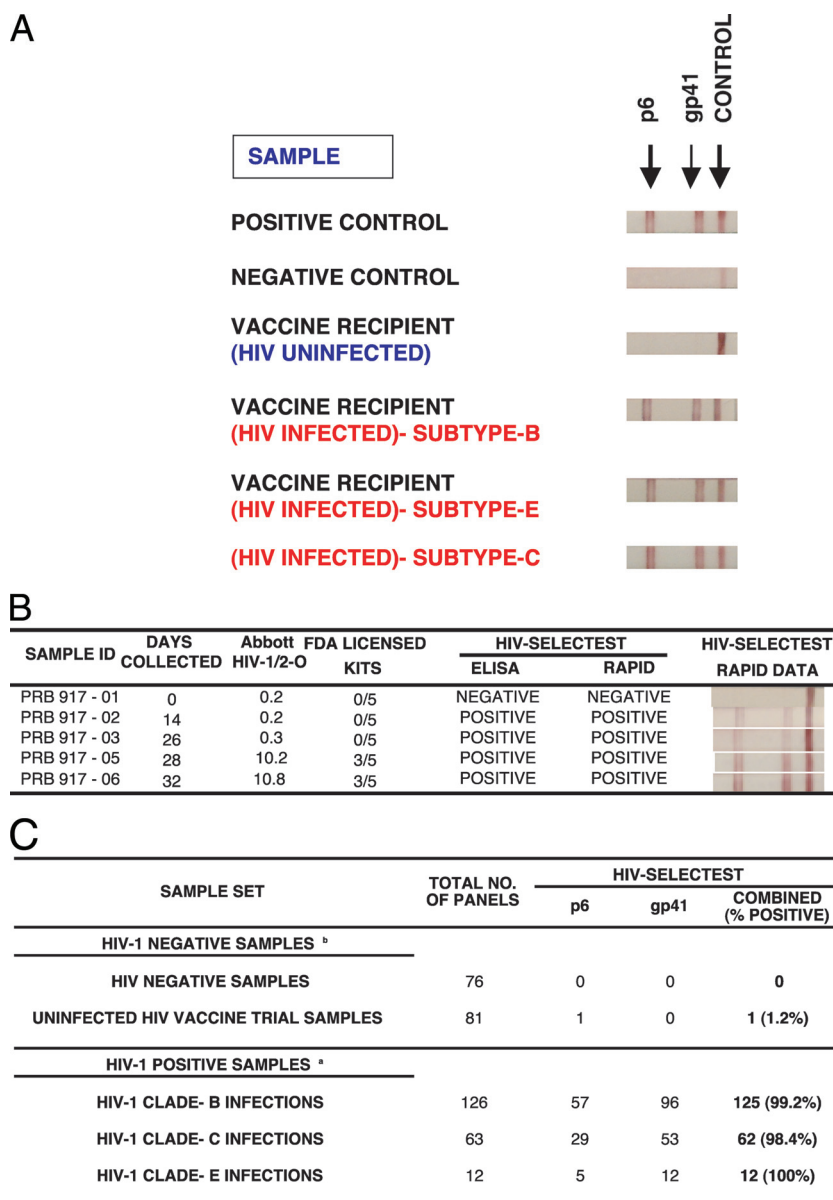 A
p6
gp41
CONTROL
SAMPLE
POSITIVE CONTROL
NEGATIVE CONTROL
VACCINE RECIPIENT
(HIV UNINFECTED)
VACCINE RECIPIENT
(HIV INFECTED)- SUBTYPE-B
VACCINE RECIPIENT
(HIV INFECTED)- SUBTYPE-E
(HIV INFECTED)- SUBTYPE-C
B
SAMPLE ID DAYS COLLECTED Abbott HIV-1/2-O FDA LICENSED KITS HIV-SELECTEST ELISA RAPID HIV-SELECTEST RAPID DATA
PRB 917 - 01 0 0.2 0/5 NEGATIVE NEGATIVE
PRB 917 - 02 14 0.2 0/5 POSITIVE POSITIVE
PRB 917 - 03 26 0.3 0/5 POSITIVE POSITIVE
PRB 917 - 05 28 10.2 3/5 POSITIVE POSITIVE
PRB 917 - 06 32 10.8 3/5 POSITIVE POSITIVE
C
SAMPLE SET TOTAL NO. OF PANELS HIV-SELECTEST p6 gp41 COMBINED (% POSITIVE)
HIV-1 NEGATIVE SAMPLES b
HIV NEGATIVE SAMPLES 76 0 0 0
UNINFECTED HIV VACCINE TRIAL SAMPLES 81 1 0 1 (1.2%)
HIV-1 POSITIVE SAMPLES a
HIV-1 CLADE- B INFECTIONS 126 57 96 125 (99.2%)
HIV-1 CLADE- C INFECTIONS 63 29 53 62 (98.4%)
HIV-1 CLADE- E INFECTIONS 12 5 12 12 (100%)